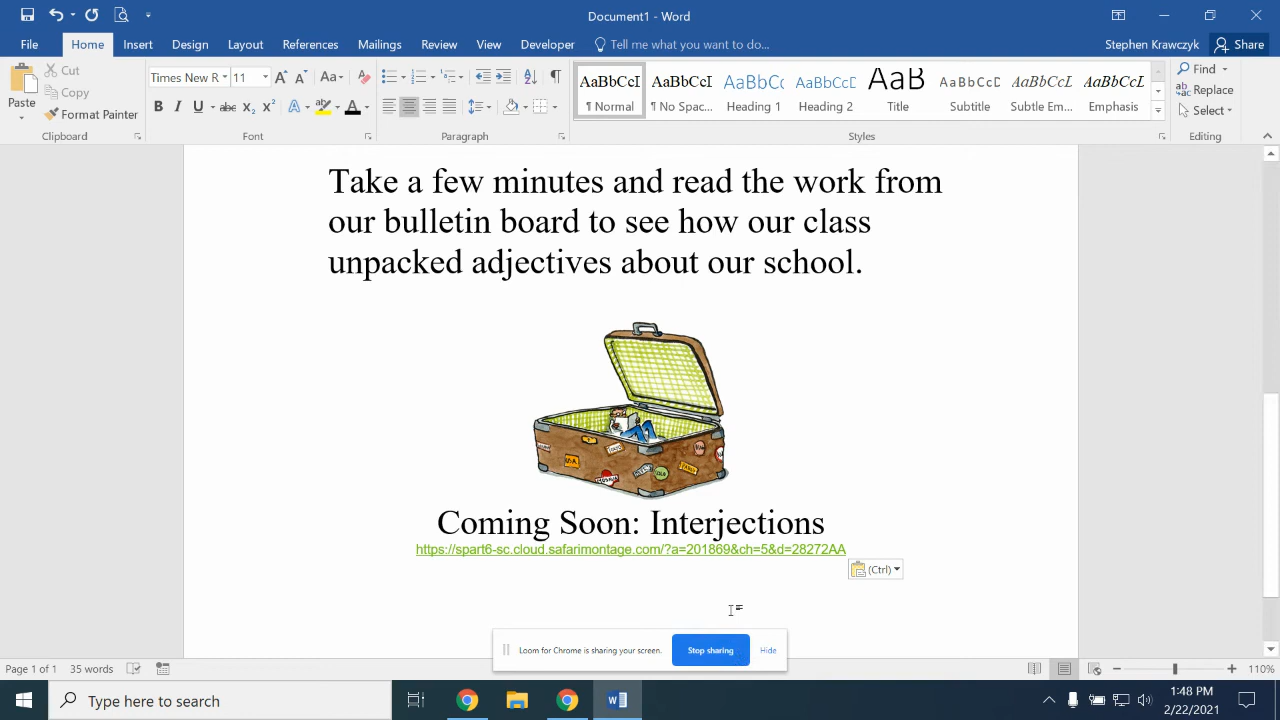 Document1 - Word
File Home Insert Design Layout References Mailings Review View Developer Tell me what you want to do... Stephen Krawczyk Share
Paste
Cut
Copy
Format Painter
Clipboard
Times New R 11
Font
Paragraph
AaBbCcI AaBbCcI AaBbCc AaBbCcD AaB AaBbCcD AaBbCcI AaBbCcI
¶ Normal ¶ No Spac... Heading 1 Heading 2 Title Subtitle Subtle Em... Emphasis
Styles
Find
Replace
Select
Editing
Take a few minutes and read the work from
our bulletin board to see how our class
unpacked adjectives about our school.
USA
Coming Soon: Interjections
https://spart6-sc.cloud.safarimontage.com/?a=201869&ch=5&d=28272AA
(Ctrl)
Loom for Chrome is sharing your screen. Stop sharing Hide
Page 1 of 1 35 words 110%
Type here to search
1:48 PM
2/22/2021